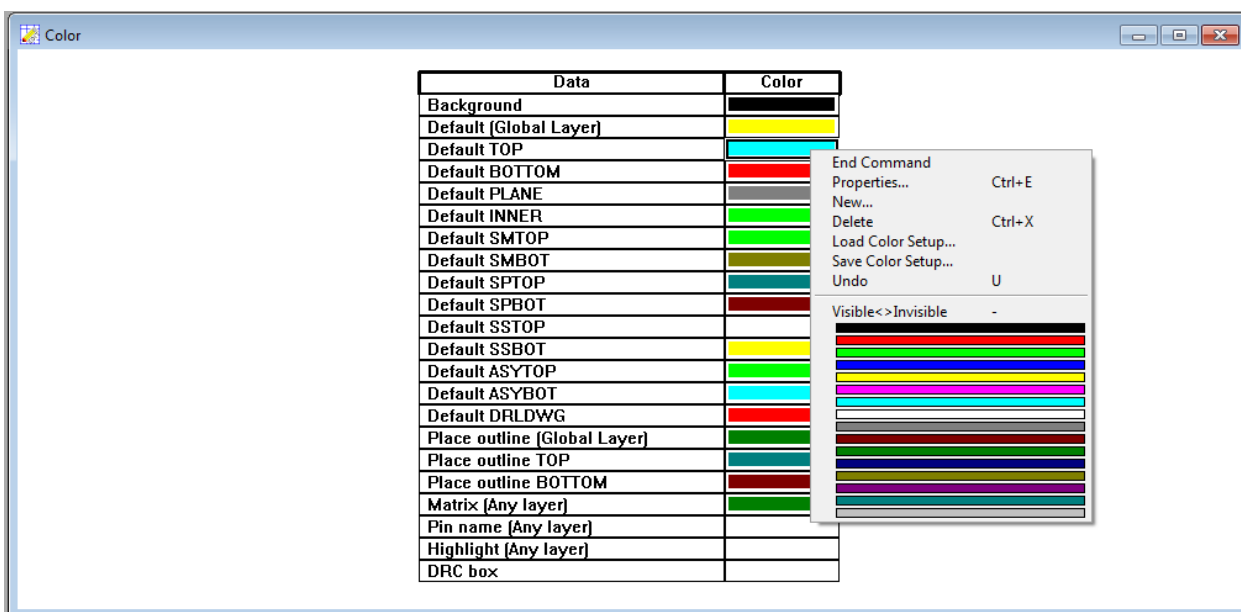 Color
Data Color
Background
Default (Global Layer)
Default TOP
Default BOTTOM
Default PLANE
Default INNER
Default SMTOP
Default SMBOT
Default SPTOP
Default SPBOT
Default SSTOP
Default SSBOT
Default ASYTOP
Default ASYBOT
Default DRLDWG
Place outline (Global Layer)
Place outline TOP
Place outline BOTTOM
Matrix (Any layer)
Pin name (Any layer)
Highlight (Any layer)
DRC box
End Command
Properties... Ctrl+E
New...
Delete Ctrl+X
Load Color Setup...
Save Color Setup...
Undo U
Visible<>Invisible -